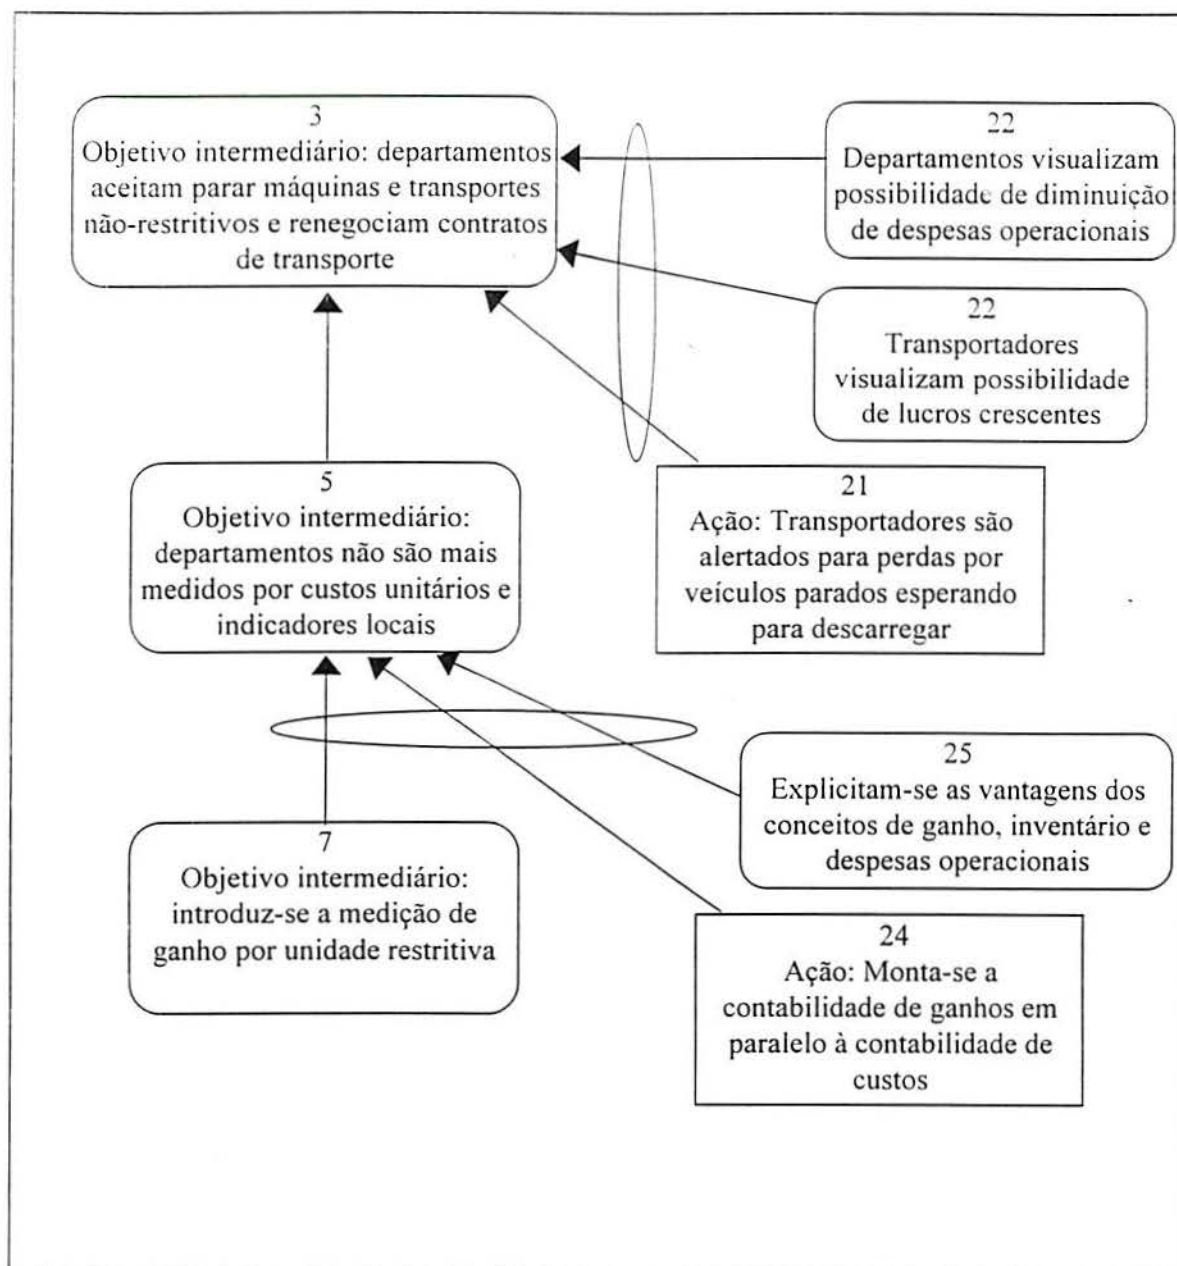 3
Objetivo intermediário: departamentos
aceitam parar máquinas e transportes
não-restritivos e renegociam contratos
de transporte
22
Departamentos visualizam
possibilidade de diminuição
de despesas operacionais
22
Transportadores
visualizam possibilidade
de lucros crescentes
5
Objetivo intermediário:
departamentos não são mais
medidos por custos unitários e
indicadores locais
21
Ação: Transportadores são
alertados para perdas por
veículos parados esperando
para descarregar
25
Explicitam-se as vantagens dos
conceitos de ganho, inventário e
despesas operacionais
7
Objetivo intermediário:
introduz-se a medição de
ganho por unidade restritiva
24
Ação: Monta-se a
contabilidade de ganhos em
paralelo à contabilidade de
custos